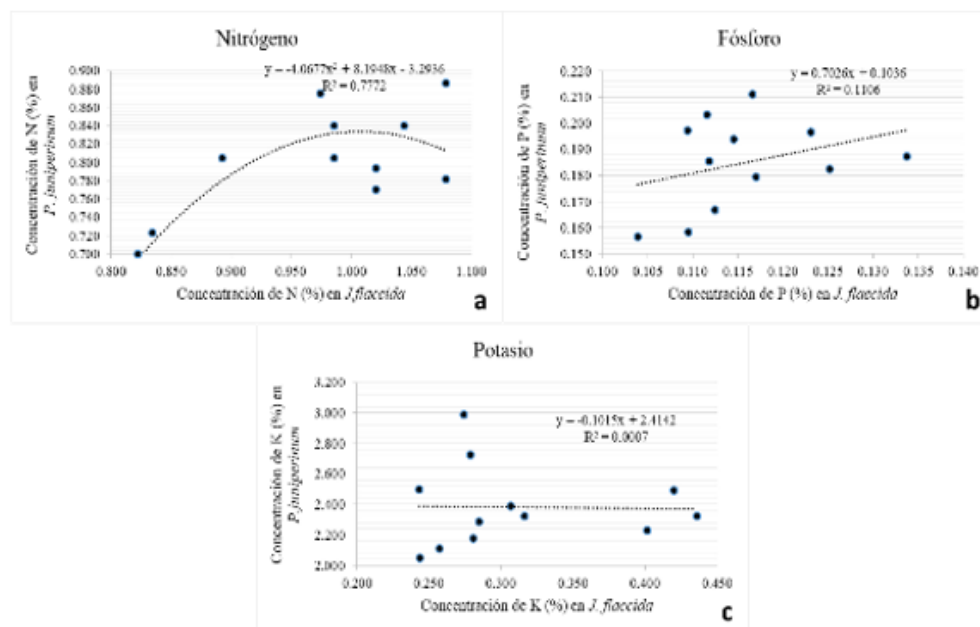 Nitrógeno
y = -4.0677x² + 8.1948x - 3.2936
R² = 0.7772
Concentración de N (%) en
P. juniperinum
0.900
0.880
0.860
0.840
0.820
0.800
0.780
0.760
0.740
0.720
0.700
0.800 0.850 0.900 0.950 1.000 1.050 1.100
Concentración de N (%) en J.flaccida
a
Fósforo
y = 0.7026x + 0.1036
R² = 0.1106
Concentración de P (%) en
P. juniperinum
0.220
0.210
0.200
0.190
0.180
0.170
0.160
0.150
0.100 0.105 0.110 0.115 0.120 0.125 0.130 0.135 0.140
Concentración de P (%) en J. flaccida
b
Potasio
y = -0.1015x + 2.4142
R² = 0.0007
Concentración de K (%) en
P. juniperinum
3.200
3.000
2.800
2.600
2.400
2.200
2.000
0.200 0.250 0.300 0.350 0.400 0.450
Concentración de K (%) en J. flaccida
c